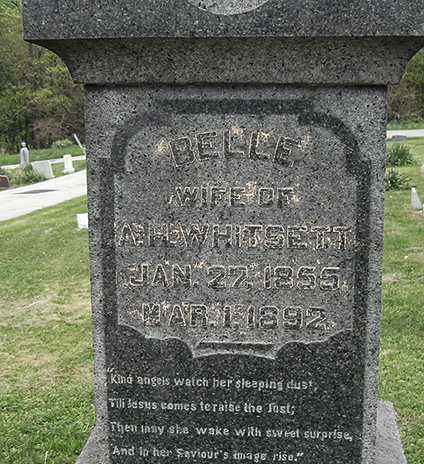 BELLE
WIFE OF
A.H. WHITSETT
JAN. 27. 1855
MAR. 1. 1892
"Kind angels watch her sleeping dust,
Till Jesus comes to raise the Just;
Then may she wake with sweet surprise,
And in her Saviour's image rise."